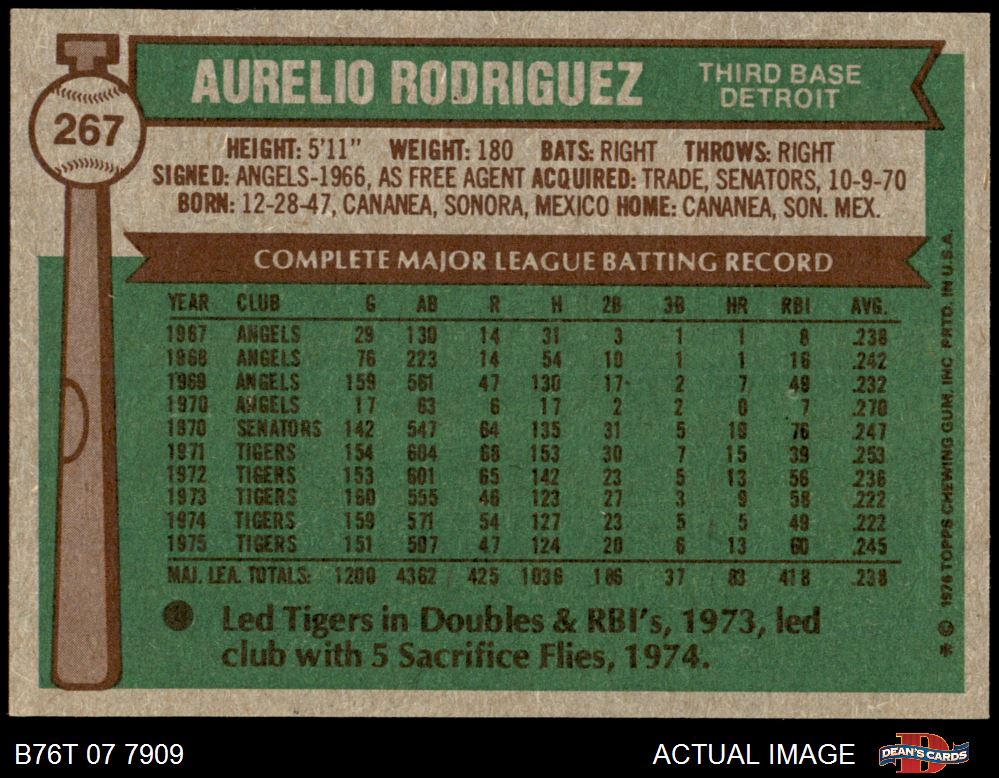 AURELIO RODRIGUEZ
THIRD BASE
DETROIT
267
HEIGHT: 5'11" WEIGHT: 180 BATS: RIGHT THROWS: RIGHT
SIGNED: ANGELS-1966, AS FREE AGENT ACQUIRED: TRADE, SENATORS, 10-9-70
BORN: 12-28-47, CANANEA, SONORA, MEXICO HOME: CANANEA, SON. MEX.
COMPLETE MAJOR LEAGUE BATTING RECORD
YEAR CLUB G AB R H 2B 3B HR RBI AVG.
1967 ANGELS 29 130 14 31 3 1 1 8 .238
1968 ANGELS 76 223 14 54 10 1 1 16 .242
1969 ANGELS 159 561 47 130 17 2 7 49 .232
1970 ANGELS 17 63 6 17 2 2 0 7 .270
1970 SENATORS 142 547 64 135 31 5 19 76 .247
1971 TIGERS 154 604 68 153 30 7 15 39 .253
1972 TIGERS 153 601 65 142 23 5 13 56 .236
1973 TIGERS 160 555 46 123 27 3 9 58 .222
1974 TIGERS 159 571 54 127 23 5 5 49 .222
1975 TIGERS 151 507 47 124 20 6 13 60 .245
MAJ. LEA. TOTALS: 1200 4362 425 1036 186 37 83 418 .238
Led Tigers in Doubles & RBI's, 1973, led
club with 5 Sacrifice Flies, 1974.
* © 1976 TOPPS CHEWING GUM, INC. PRTD. IN U.S.A.
B76T 07 7909
ACTUAL IMAGE
DEAN'S CARDS